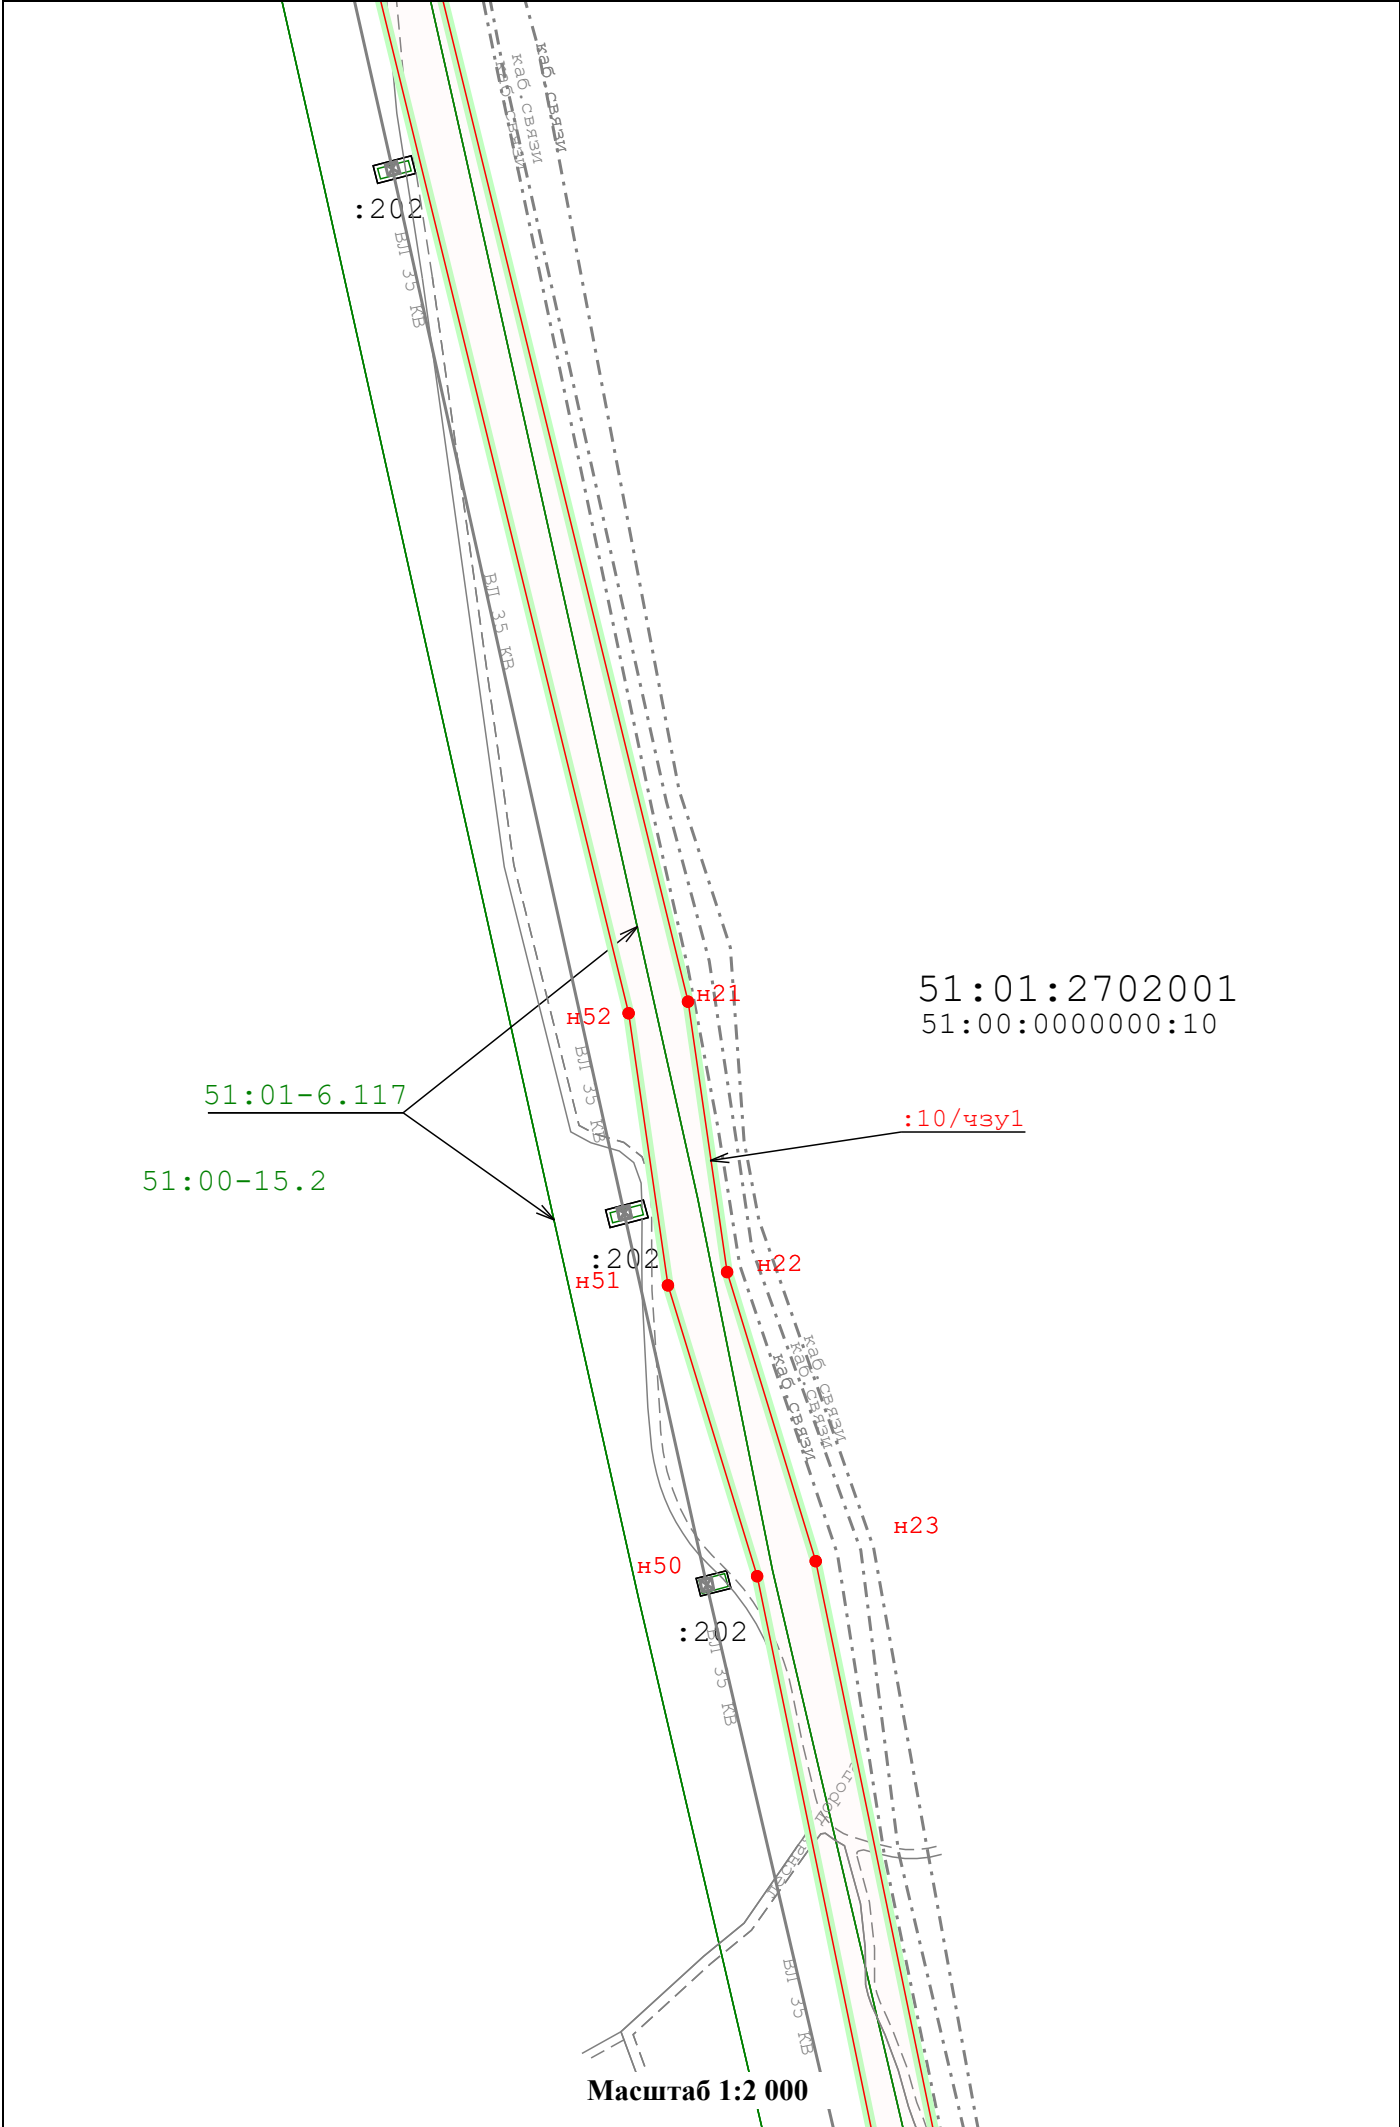 каб.связи
каб.связи
каб.связи
:202
ВЛ 35 КВ
ВЛ 35 КВ
51:01:2702001
н21
н52
51:00:0000000:10
ВЛ 35 КВ
51:01-6.117
:10/чзу1
51:00-15.2
:202
н22
н51
каб.связи
каб.связи
каб.связи
н23
н50
:202
ВЛ 35 КВ
лесная дорога
ВЛ 35 КВ
Масштаб 1:2 000